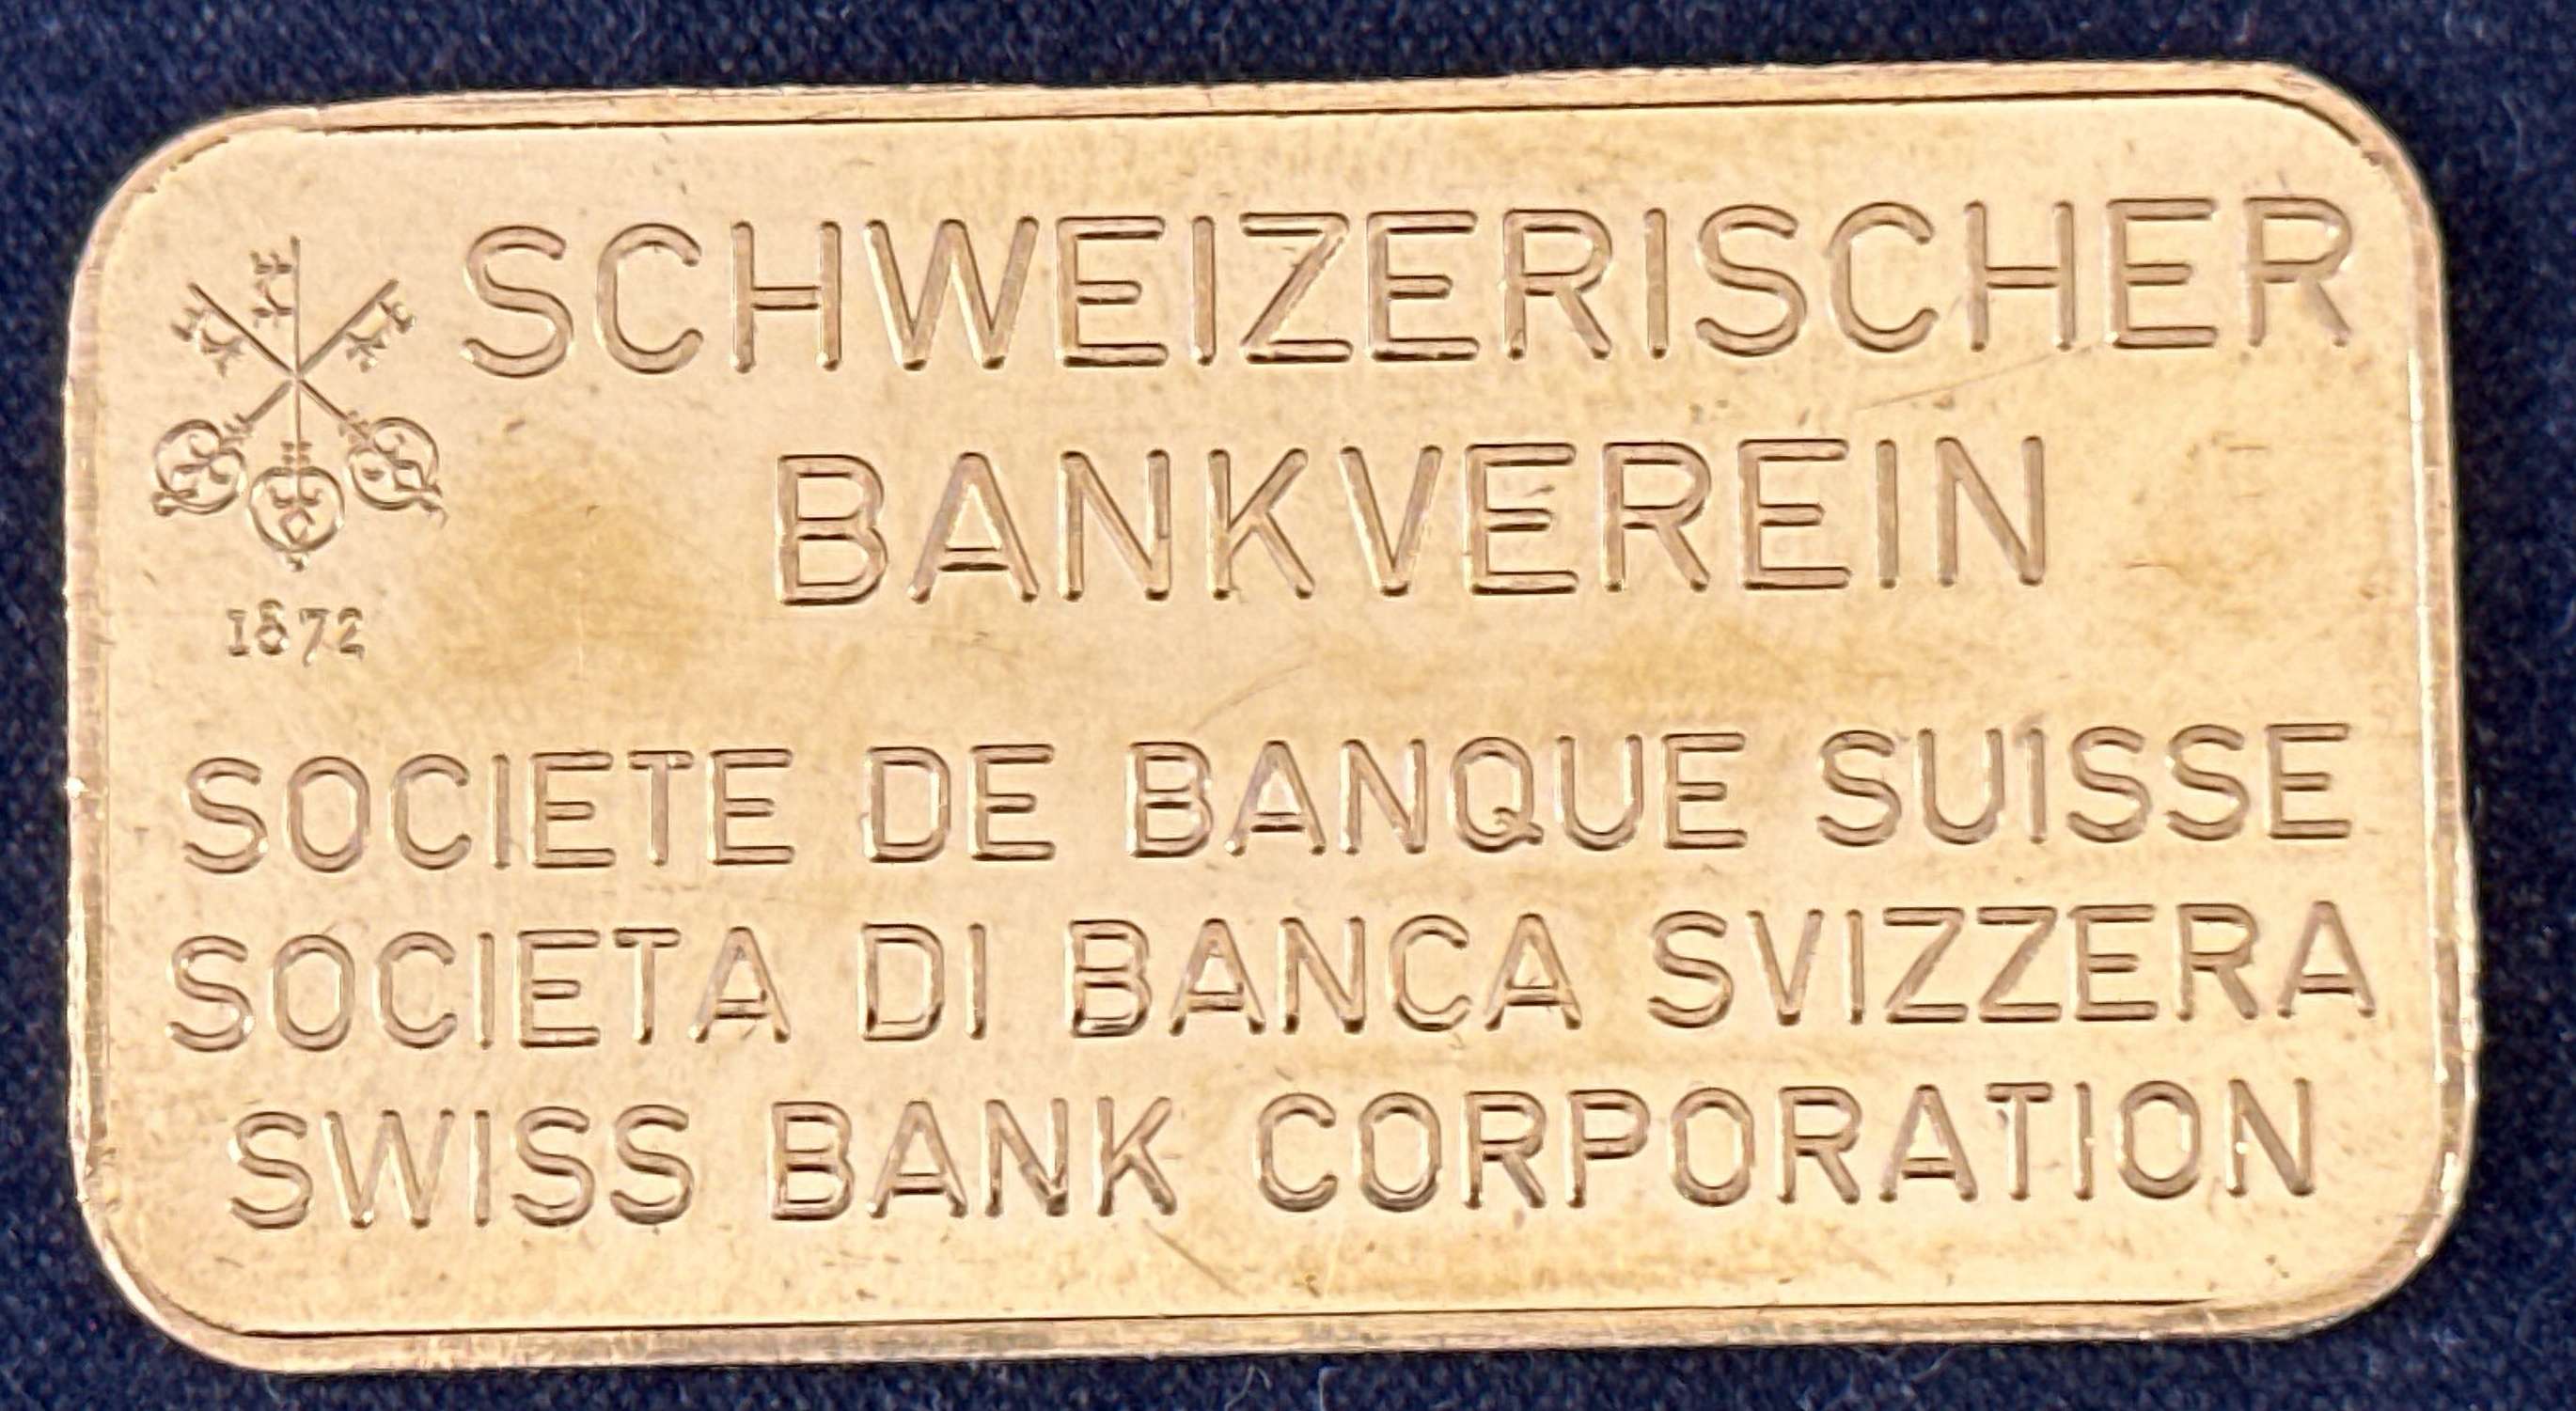 SCHWEIZERISCHER
BANKVEREIN
1872
SOCIETE DE BANQUE SUISSE
SOCIETA DI BANCA SVIZZERA
SWISS BANK CORPORATION